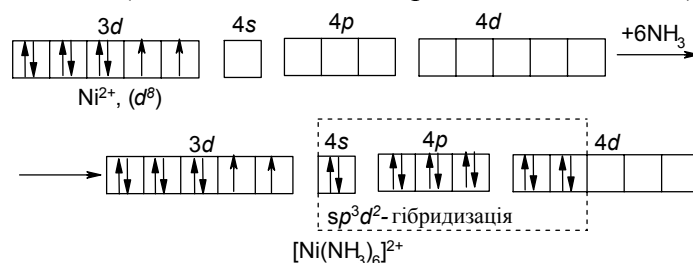 3d 4s 4p 4d
+6NH₃
Ni²⁺, (d⁸)
3d 4s 4p 4d
sp³d²- гібридизація
[Ni(NH₃)₆]²⁺